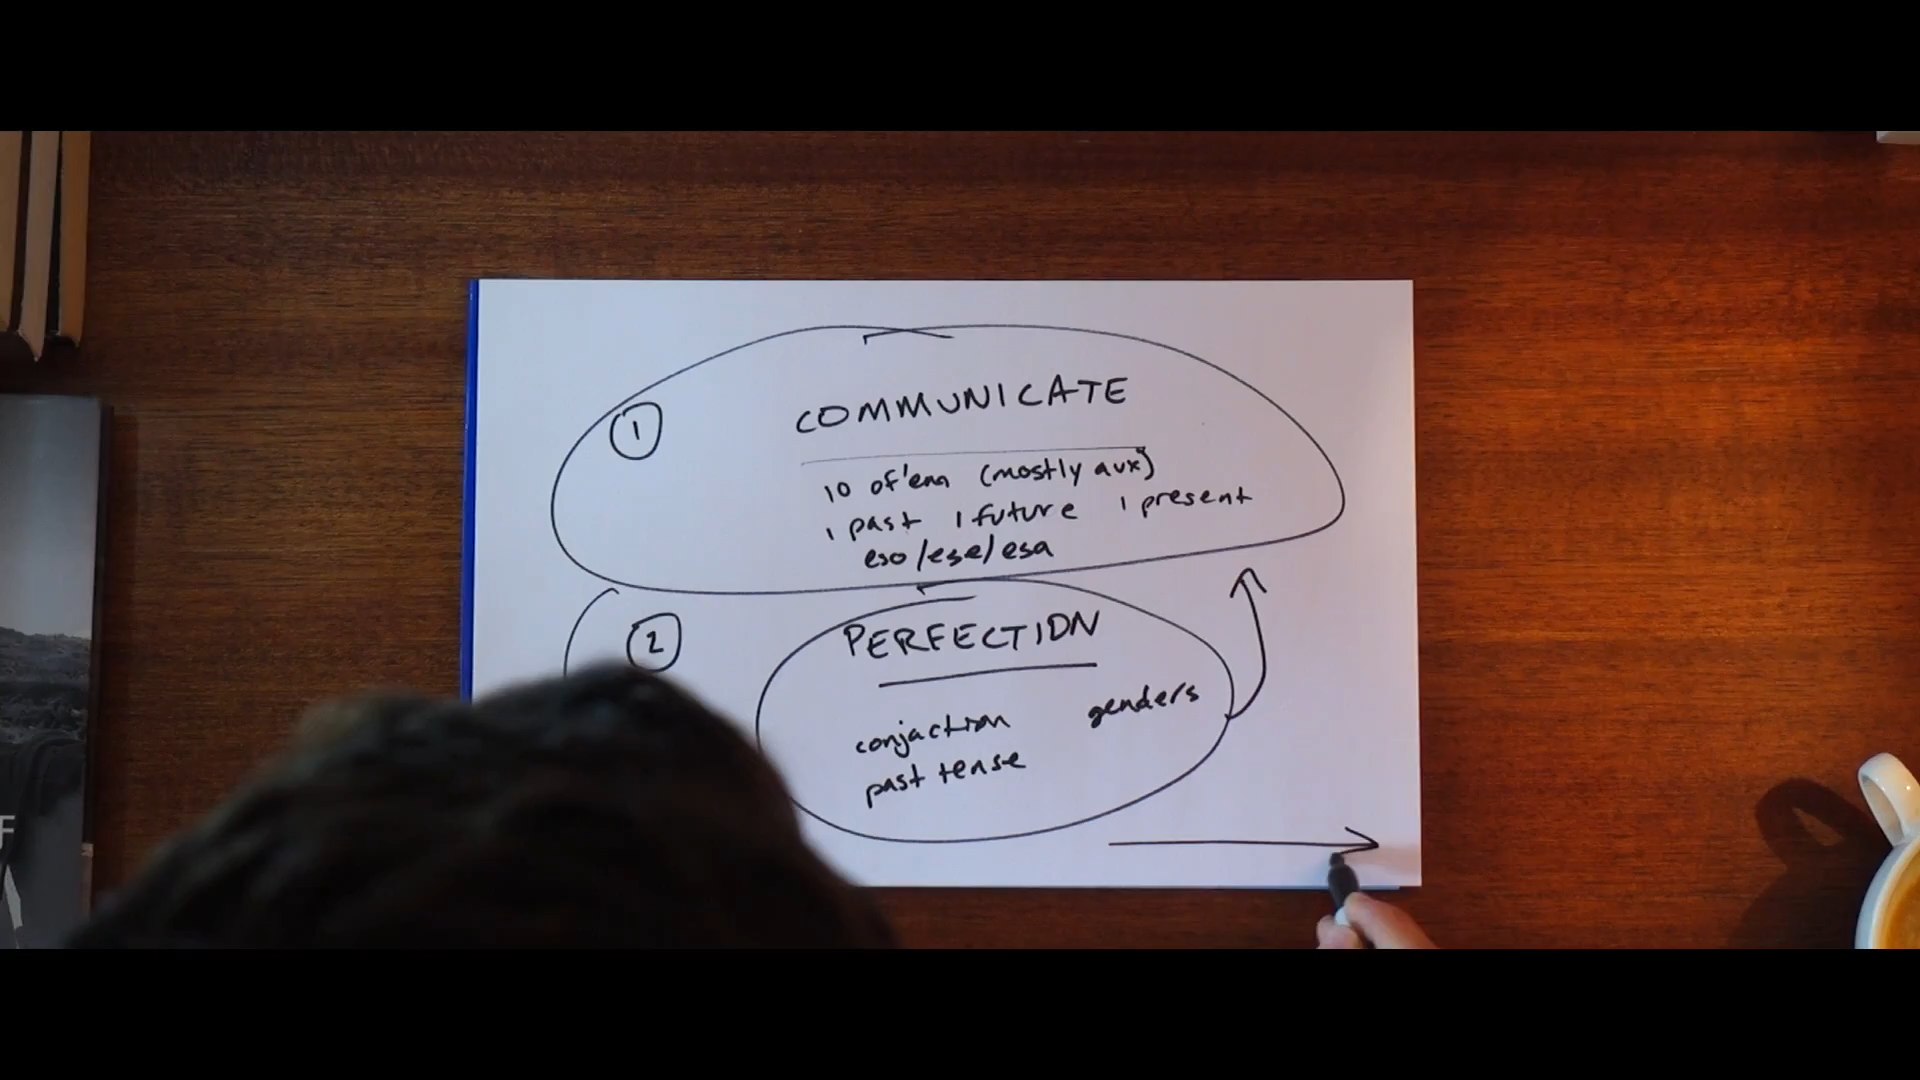 1
COMMUNICATE
10 of'em (mostly aux)
1 past 1 future 1 present
eso/ese/esa
2
PERFECTION
conjaction genders
past tense
F